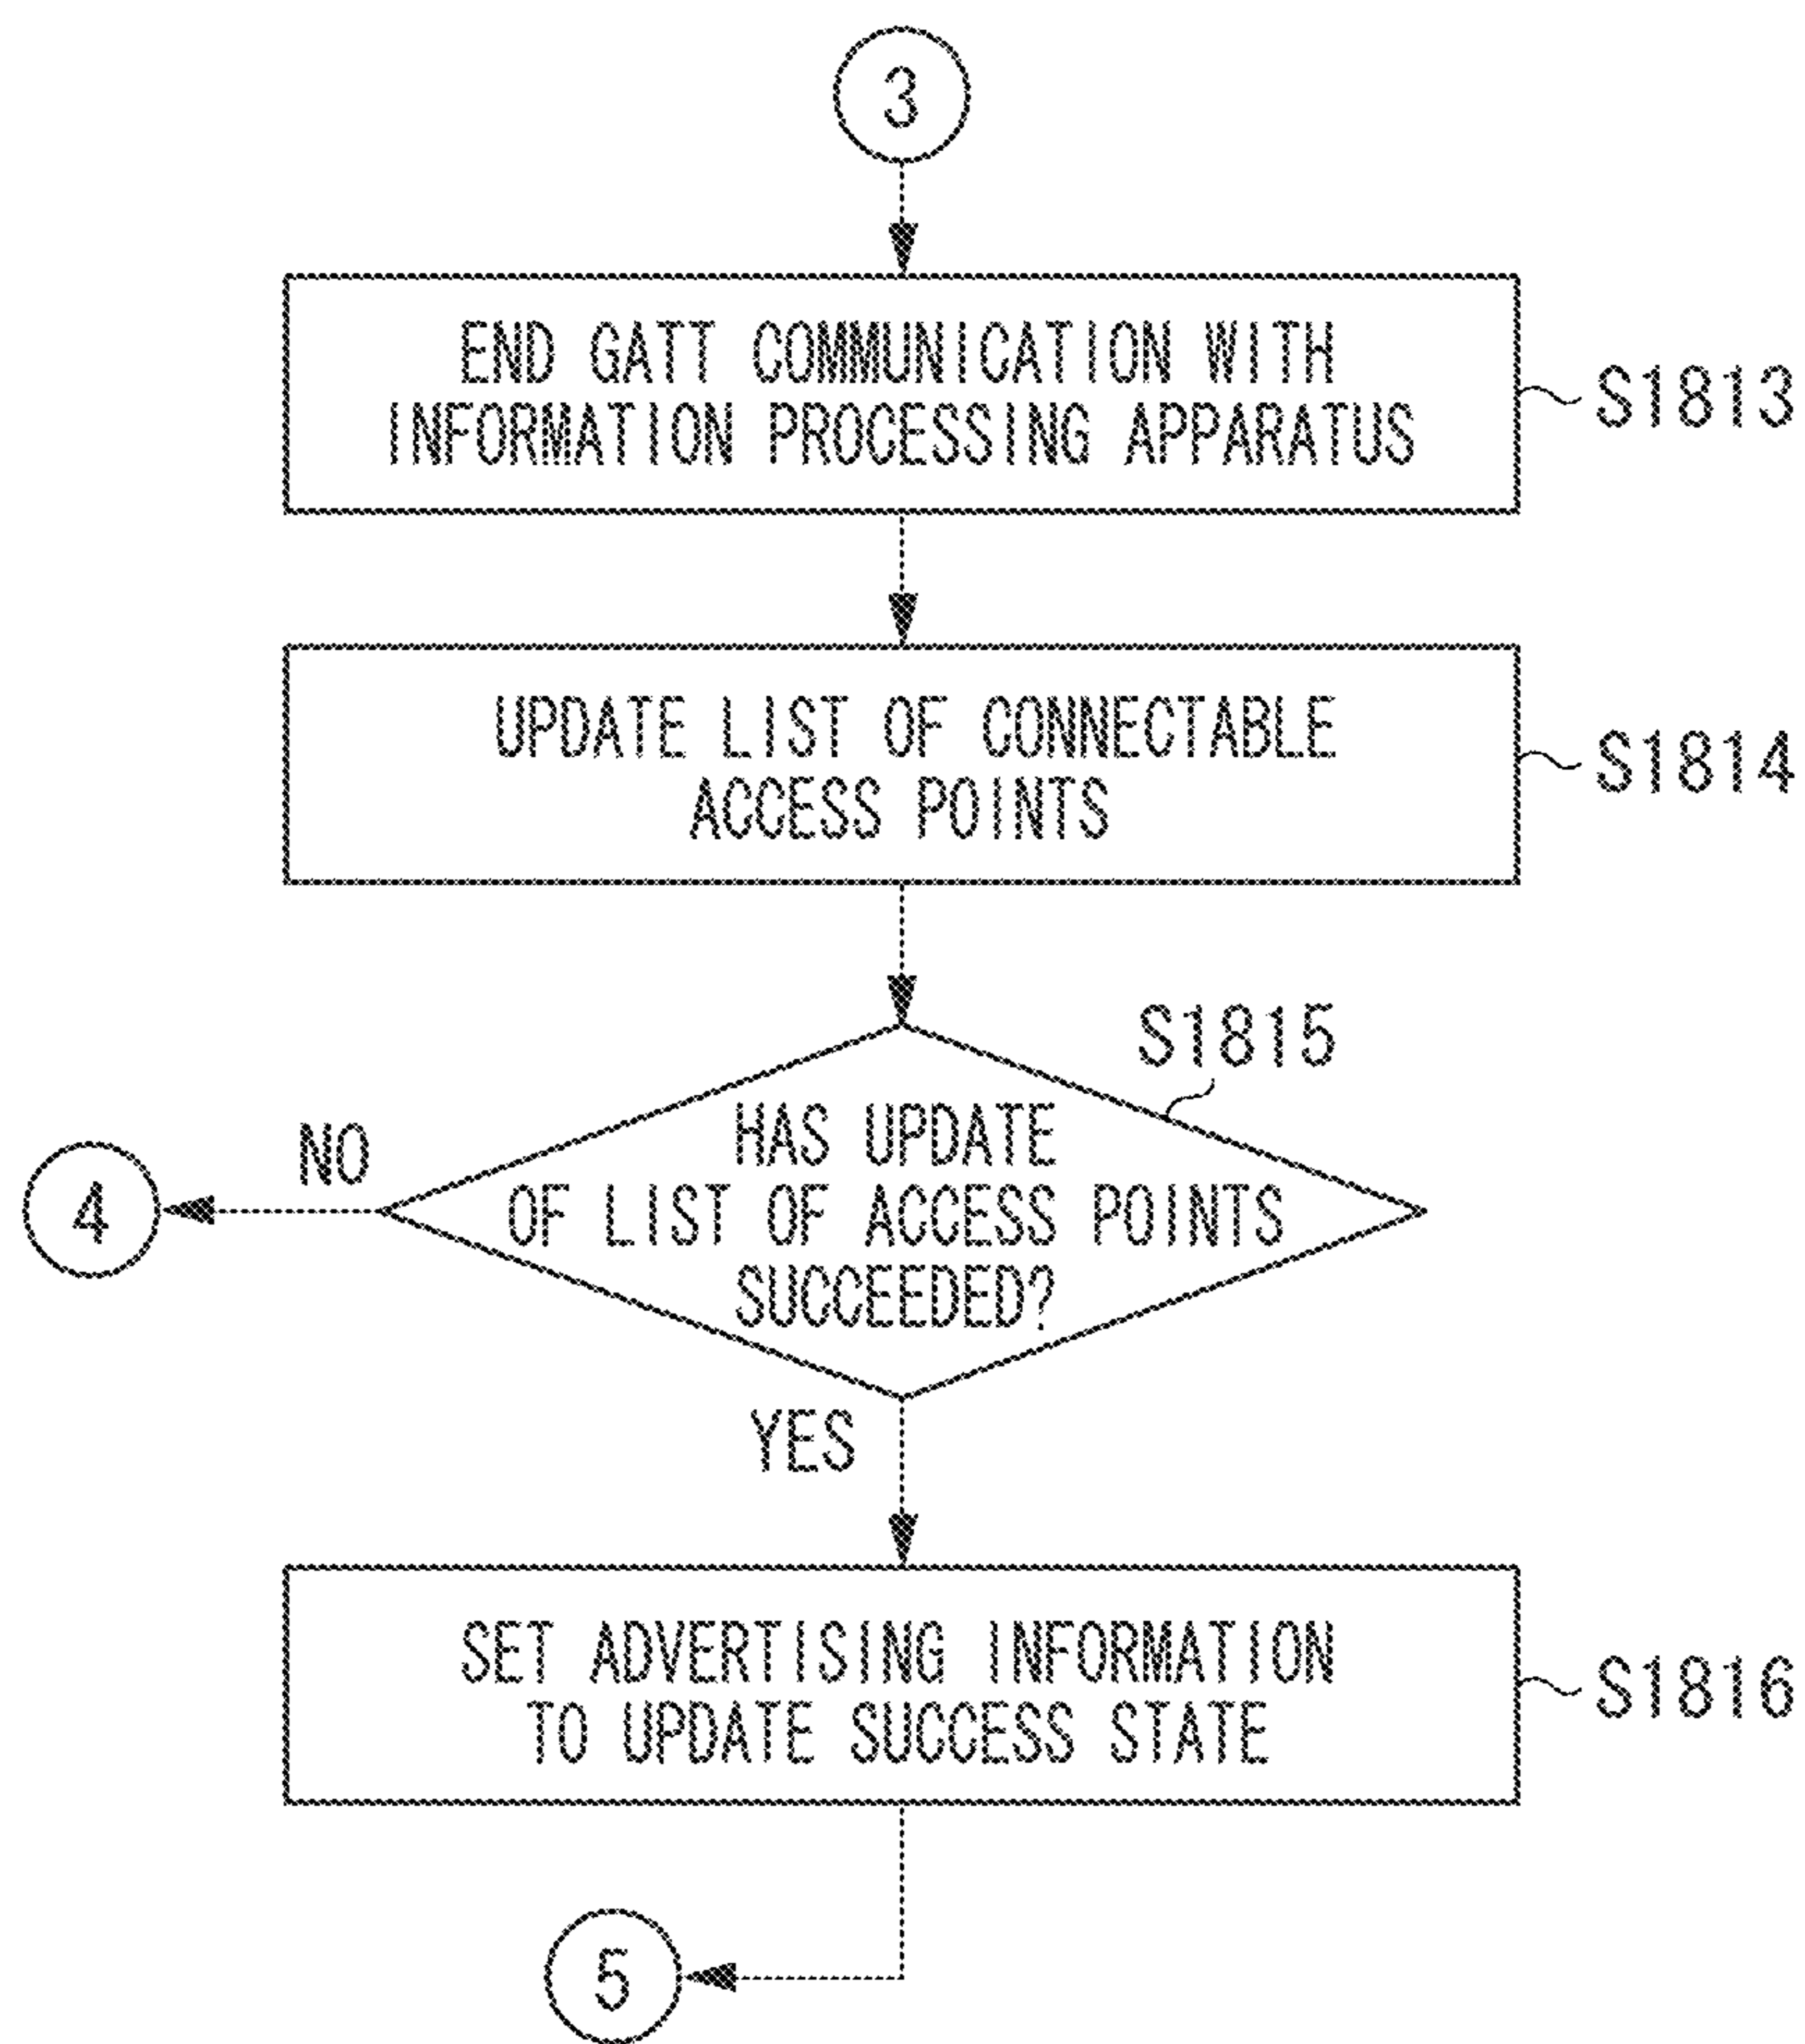 3
END GATT COMMUNICATION WITH
INFORMATION PROCESSING APPARATUS
S1813
UPDATE LIST OF CONNECTABLE
ACCESS POINTS
S1814
S1815
HAS UPDATE
OF LIST OF ACCESS POINTS
SUCCEEDED?
NO
4
YES
SET ADVERTISING INFORMATION
TO UPDATE SUCCESS STATE
S1816
5